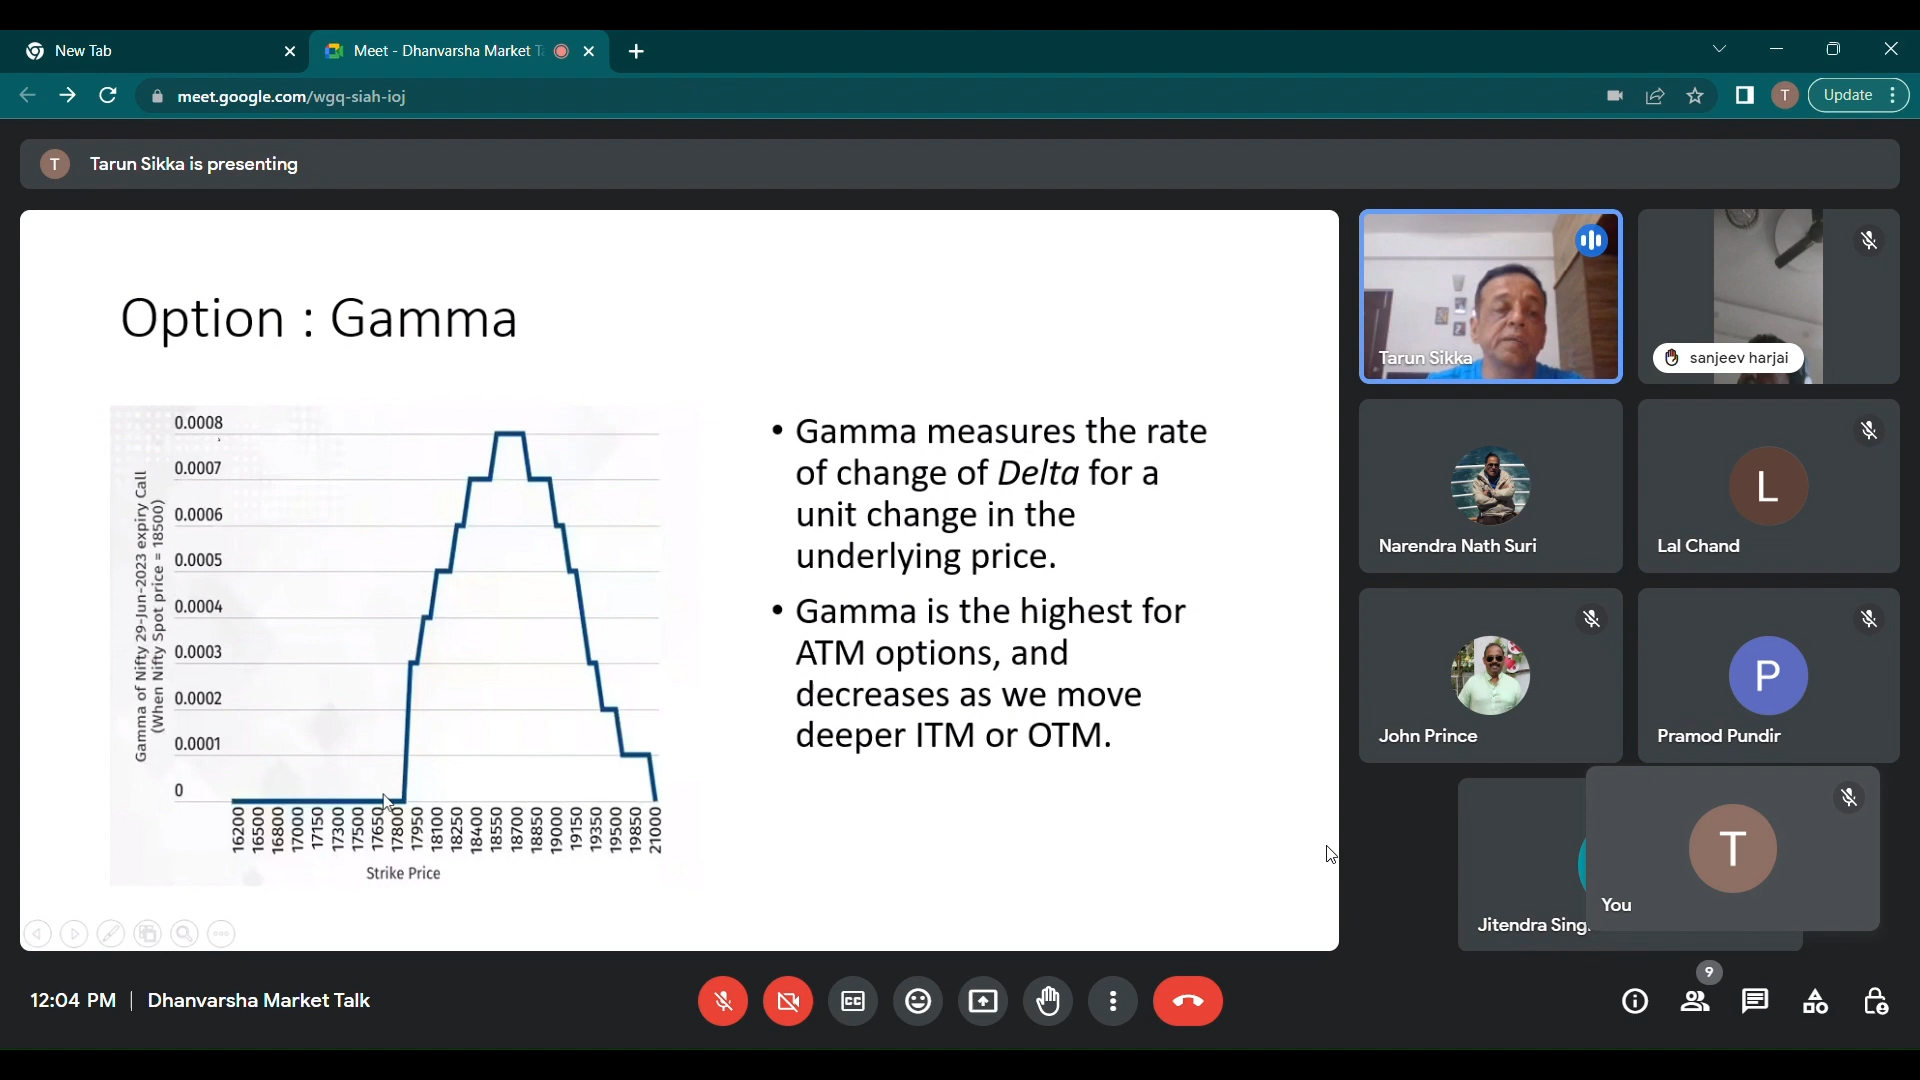 New Tab
Meet - Dhanvarsha Market T
meet.google.com/wgq-siah-ioj
T
Update
T
Tarun Sikka is presenting
Option : Gamma
Gamma of Nifty 29-Jun-2023 expiry Call
(When Nifty Spot price = 18500)
0.0008
0.0007
0.0006
0.0005
0.0004
0.0003
0.0002
0.0001
0
16200
16500
16800
17000
17150
17300
17500
17650
17800
17950
18100
18250
18400
18550
18700
18850
19000
19150
19350
19500
19850
21000
Strike Price
• Gamma measures the rate
of change of Delta for a
unit change in the
underlying price.
• Gamma is the highest for
ATM options, and
decreases as we move
deeper ITM or OTM.
Tarun Sikka
sanjeev harjai
Narendra Nath Suri
L
Lal Chand
John Prince
P
Pramod Pundir
Jitendra Sing
T
You
12:04 PM | Dhanvarsha Market Talk
CC
9